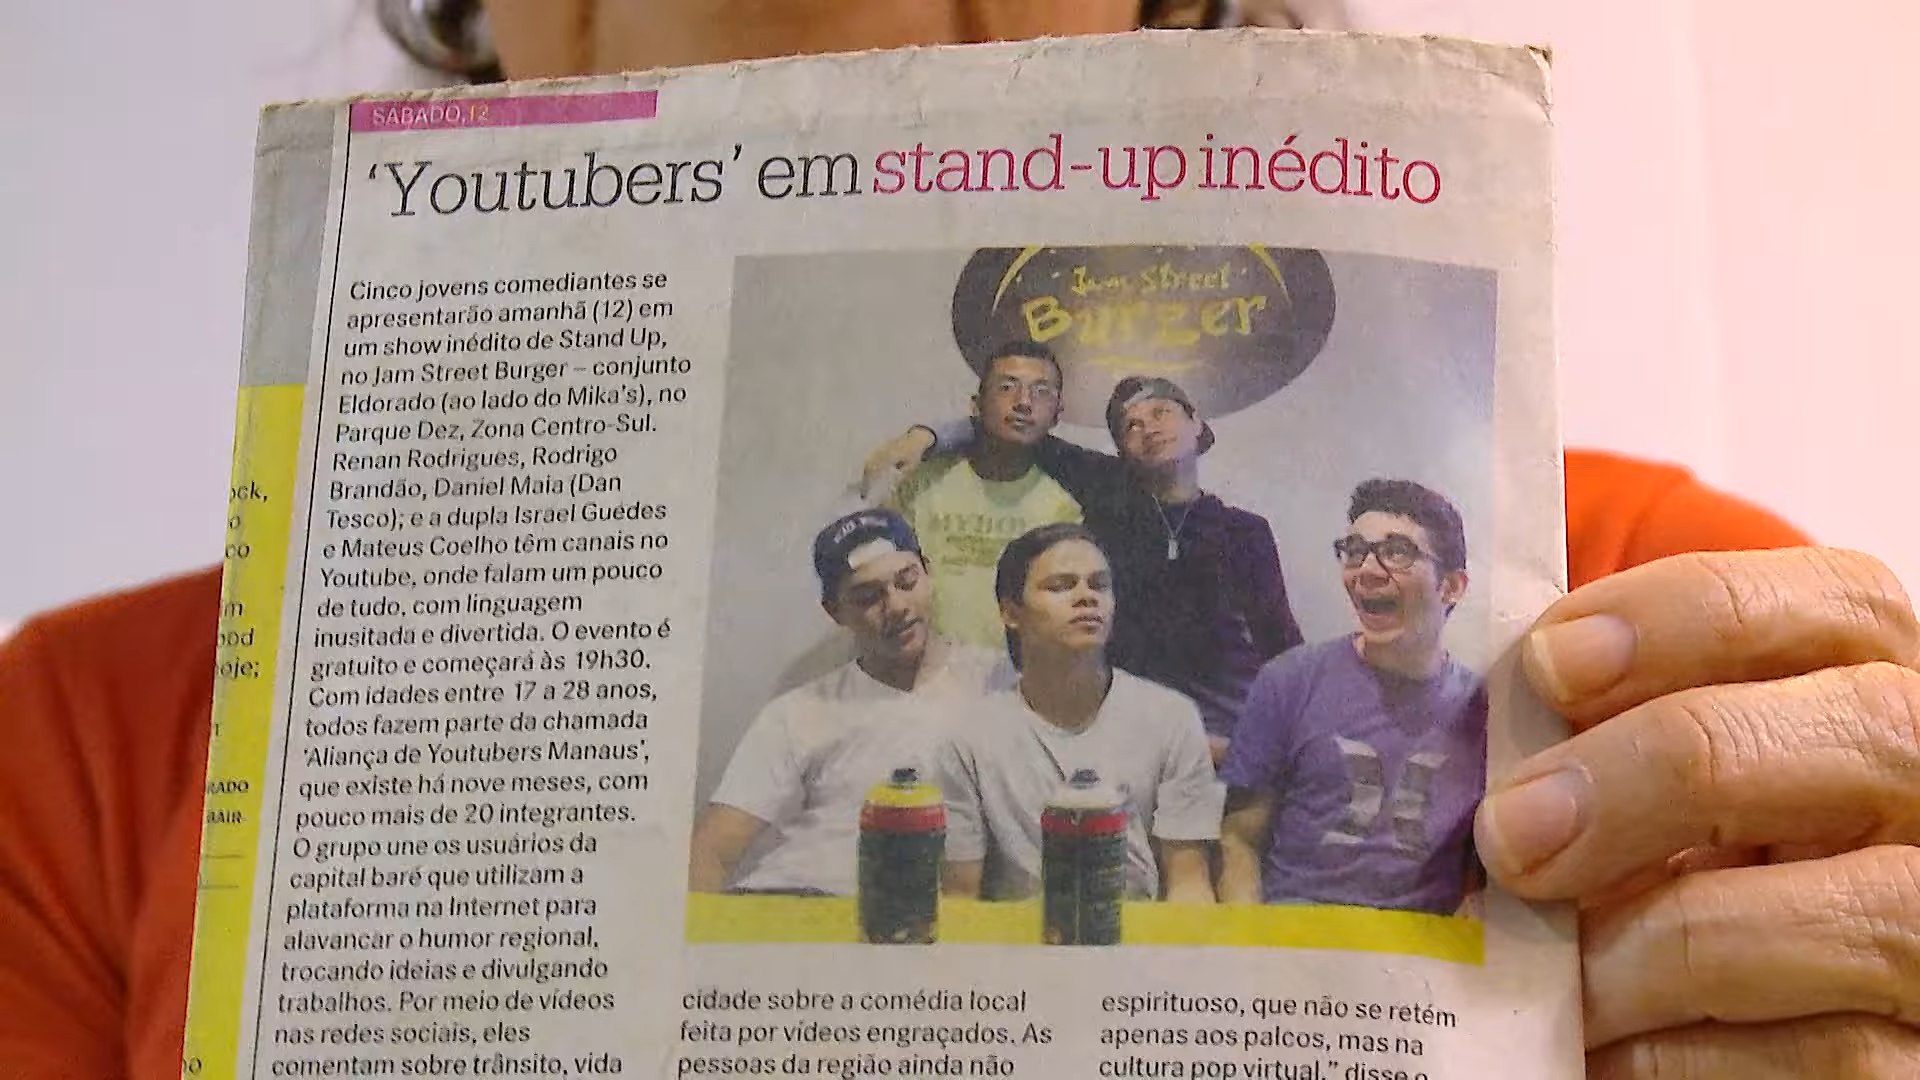 SÁBADO,12
‘Youtubers’ em stand-up inédito
Cinco jovens comediantes se
apresentarão amanhã (12) em
um show inédito de Stand Up,
no Jam Street Burger – conjunto
Eldorado (ao lado do Mika’s), no
Parque Dez, Zona Centro-Sul.
Renan Rodrigues, Rodrigo
Brandão, Daniel Maia (Dan
Tesco); e a dupla Israel Guedes
e Mateus Coelho têm canais no
Youtube, onde falam um pouco
de tudo, com linguagem
inusitada e divertida. O evento é
gratuito e começará às 19h30.
Com idades entre 17 a 28 anos,
todos fazem parte da chamada
‘Aliança de Youtubers Manaus’,
que existe há nove meses, com
pouco mais de 20 integrantes.
O grupo une os usuários da
capital baré que utilizam a
plataforma na Internet para
alavancar o humor regional,
trocando ideias e divulgando
trabalhos. Por meio de vídeos
nas redes sociais, eles
comentam sobre trânsito, vida
Jam Street
Burger
cidade sobre a comédia local
feita por vídeos engraçados. As
pessoas da região ainda não
espirituoso, que não se retém
apenas aos palcos, mas na
cultura pop virtual,” disse o
ock,
o
co
m
ood
oje;
RADO
BAIR